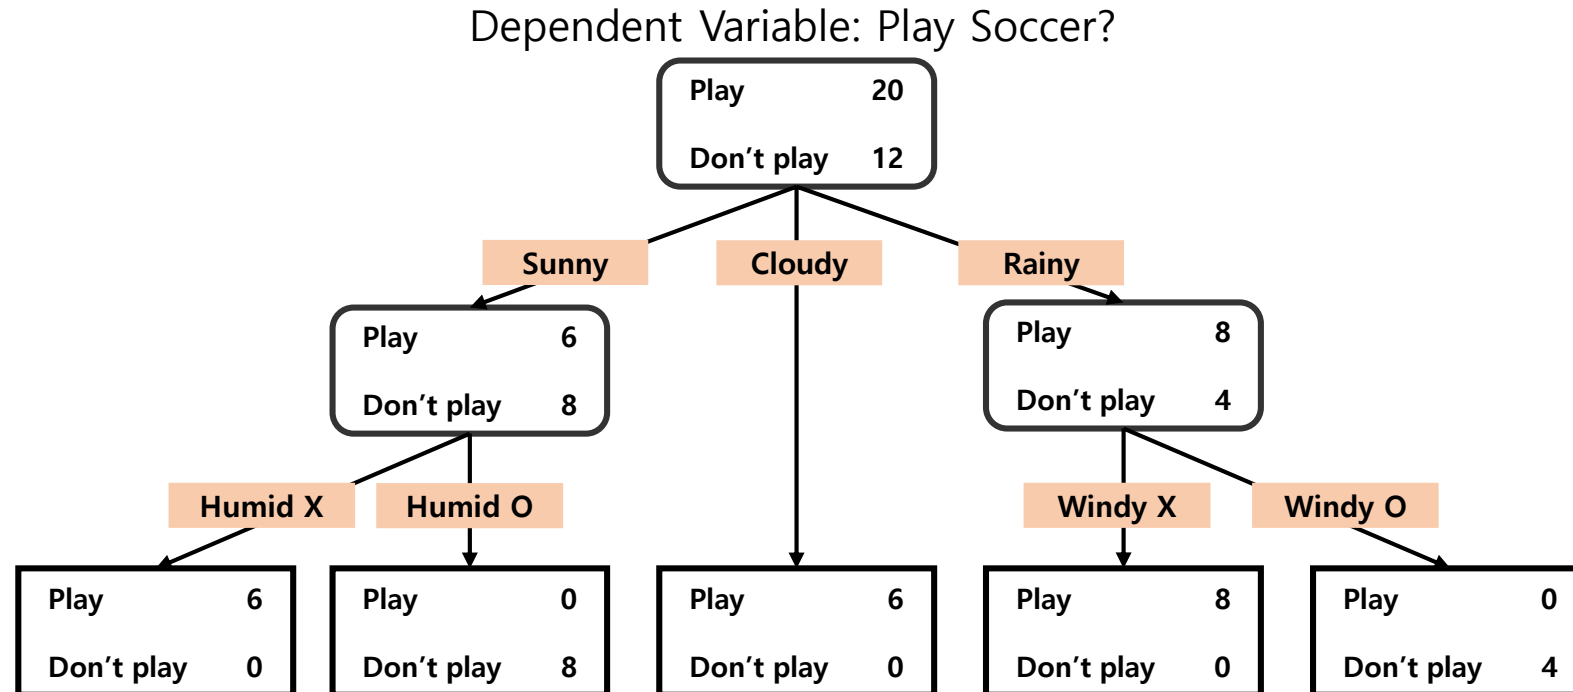 Dependent Variable: Play Soccer?
Play 20
Don’t play 12
Sunny
Cloudy
Rainy
Play 6
Don’t play 8
Play 8
Don’t play 4
Humid X
Humid O
Windy X
Windy O
Play 6
Don’t play 0
Play 0
Don’t play 8
Play 6
Don’t play 0
Play 8
Don’t play 0
Play 0
Don’t play 4